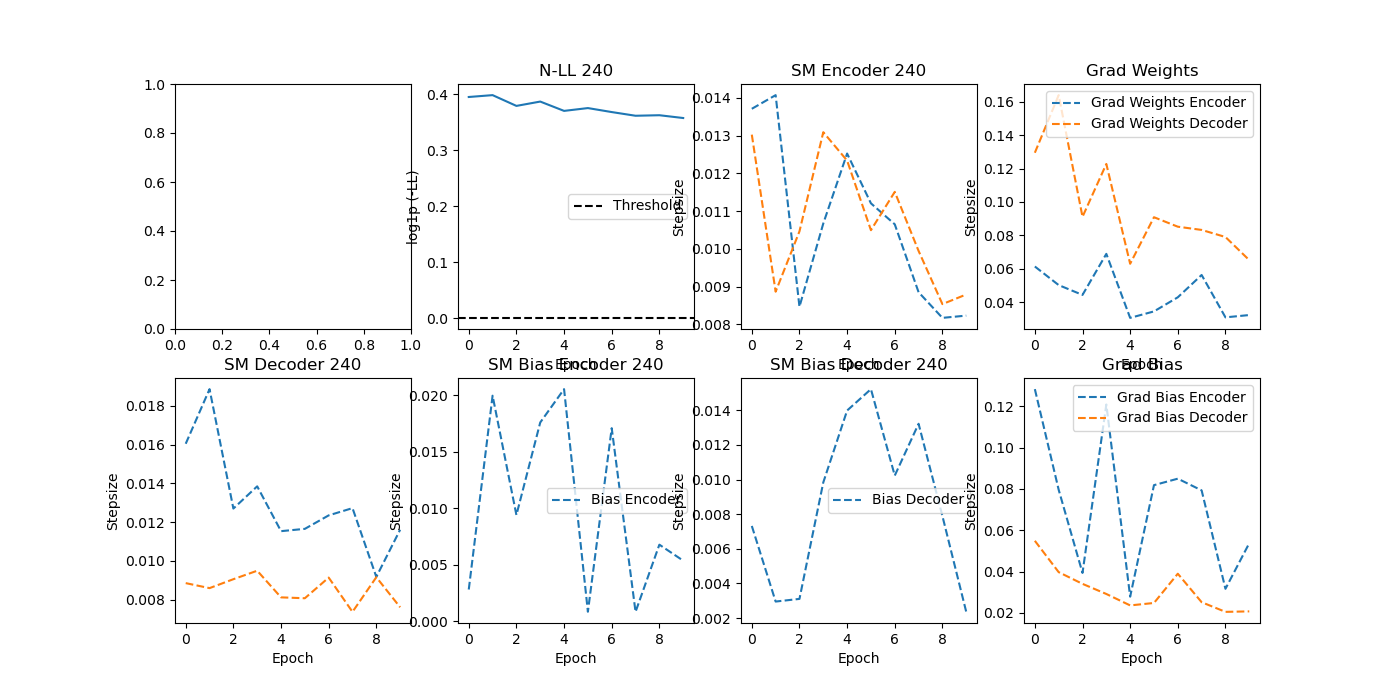 N-LL 240
SM Encoder 240
Grad Weights
1.0
0.8
0.6
0.4
0.2
0.0
0.0 0.2 0.4 0.6 0.8 1.0
log1p (-LL)
0.4
0.3
0.2
0.1
0.0
Threshold
0 2 4 6 8
Epoch
Stepsize
0.014
0.013
0.012
0.011
0.010
0.009
0.008
0 2 4 6 8
Epoch
Stepsize
0.16
0.14
0.12
0.10
0.08
0.06
0.04
Grad Weights Encoder
Grad Weights Decoder
0 2 4 6 8
Epoch
SM Decoder 240
SM Bias Encoder 240
SM Bias Decoder 240
Grad Bias
Stepsize
0.018
0.016
0.014
0.012
0.010
0.008
0 2 4 6 8
Epoch
Stepsize
0.020
0.015
0.010
0.005
0.000
Bias Encoder
0 2 4 6 8
Epoch
Stepsize
0.014
0.012
0.010
0.008
0.006
0.004
0.002
Bias Decoder
0 2 4 6 8
Epoch
Stepsize
0.12
0.10
0.08
0.06
0.04
0.02
Grad Bias Encoder
Grad Bias Decoder
0 2 4 6 8
Epoch